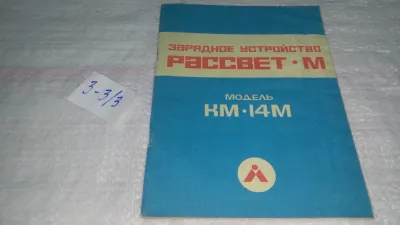 ЗАРЯДНОЕ УСТРОЙСТВО
РАССВЕТ·М
МОДЕЛЬ
КМ·14М
3-3/3